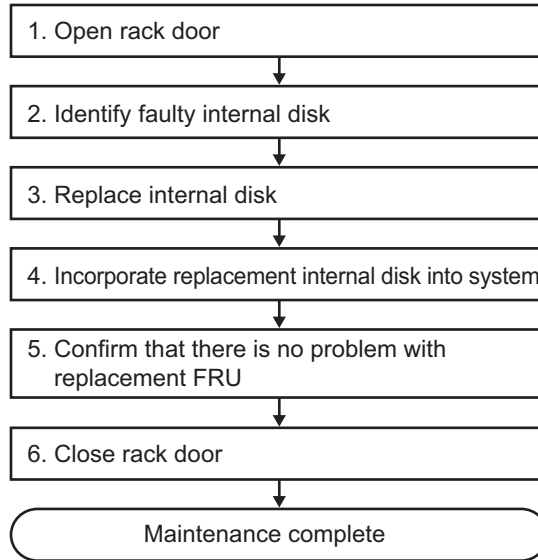 1. Open rack door
2. Identify faulty internal disk
3. Replace internal disk
4. Incorporate replacement internal disk into system
5. Confirm that there is no problem with
replacement FRU
6. Close rack door
Maintenance complete